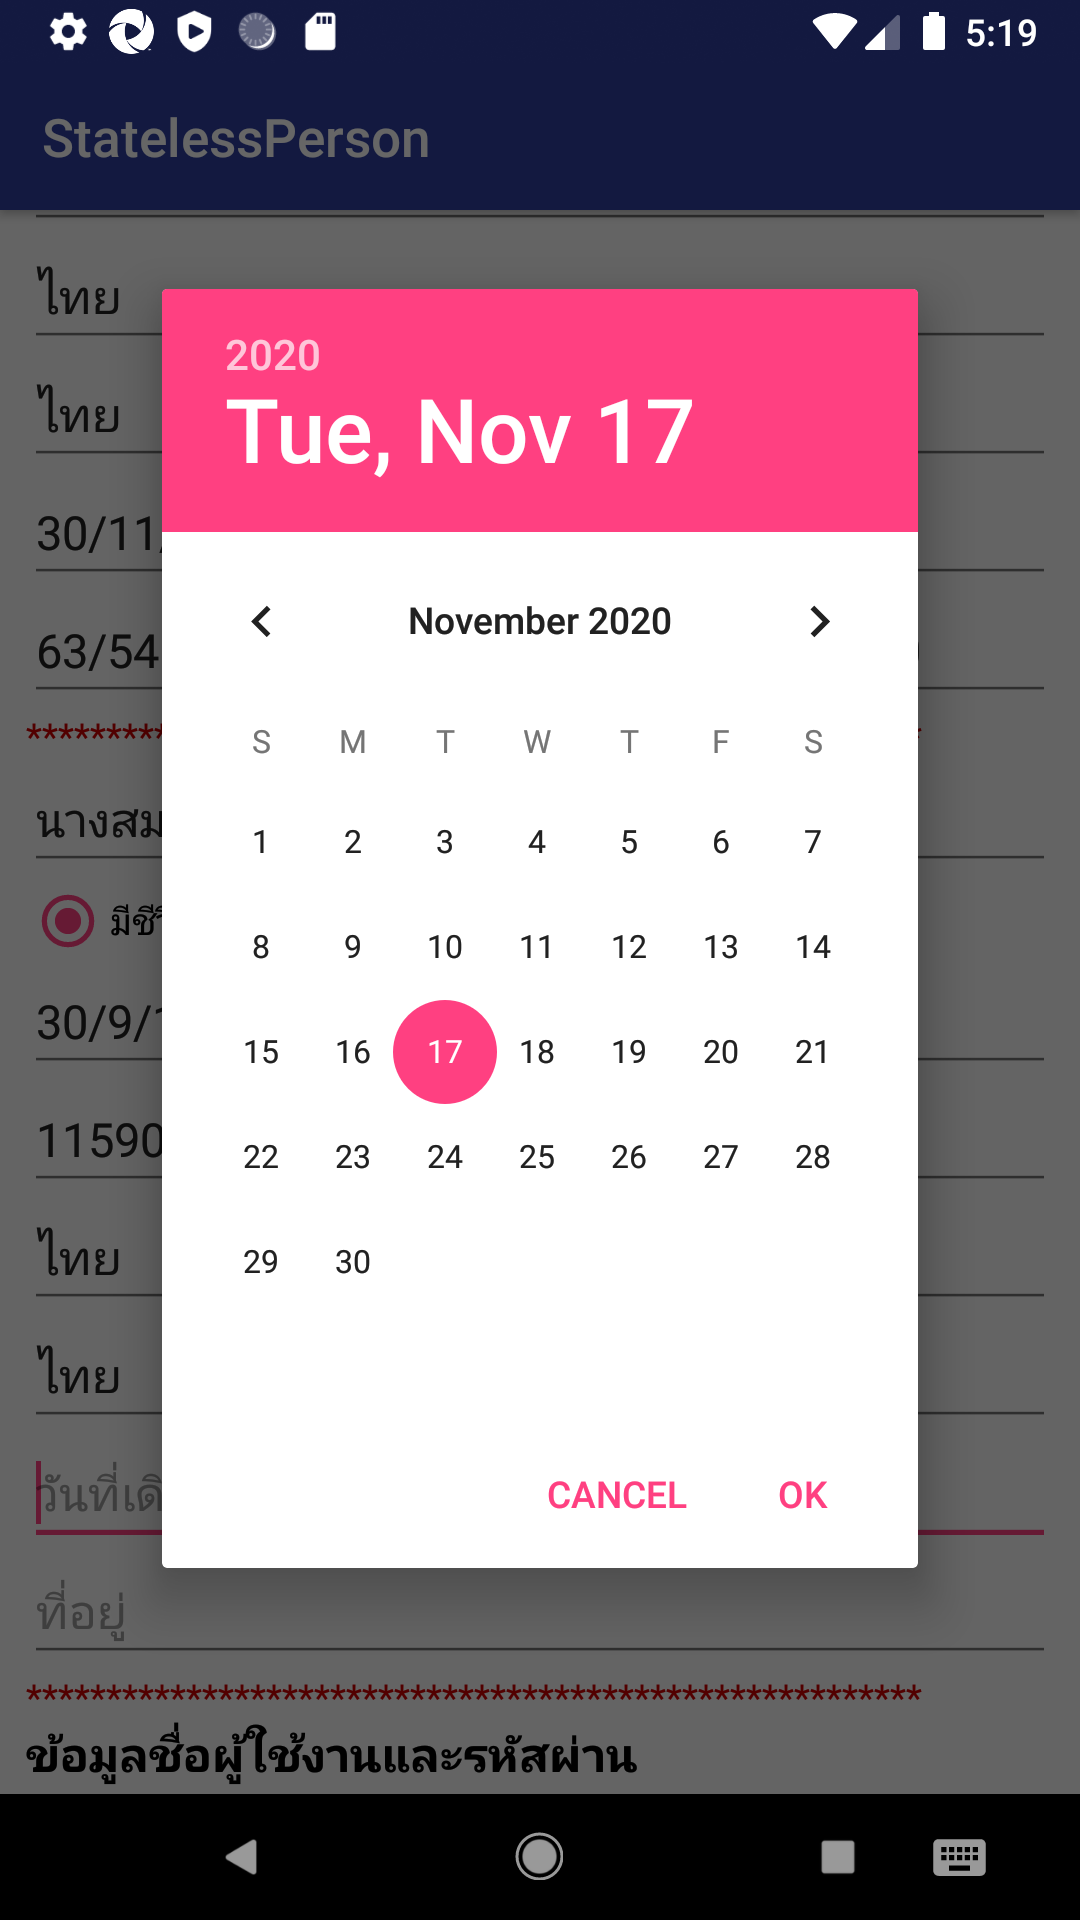 5:19
StatelessPerson
ไทย
ไทย
30/11
63/54
****************************************************
นางสม
มีชีวิ
30/9/1
11590
ไทย
ไทย
วันที่เดิ
ที่อยู่
********************************************************
ข้อมูลชื่อผู้ใช้งานและรหัสผ่าน
2020
Tue, Nov 17
November 2020
S M T W T F S
1 2 3 4 5 6 7
8 9 10 11 12 13 14
15 16 17 18 19 20 21
22 23 24 25 26 27 28
29 30
CANCEL OK